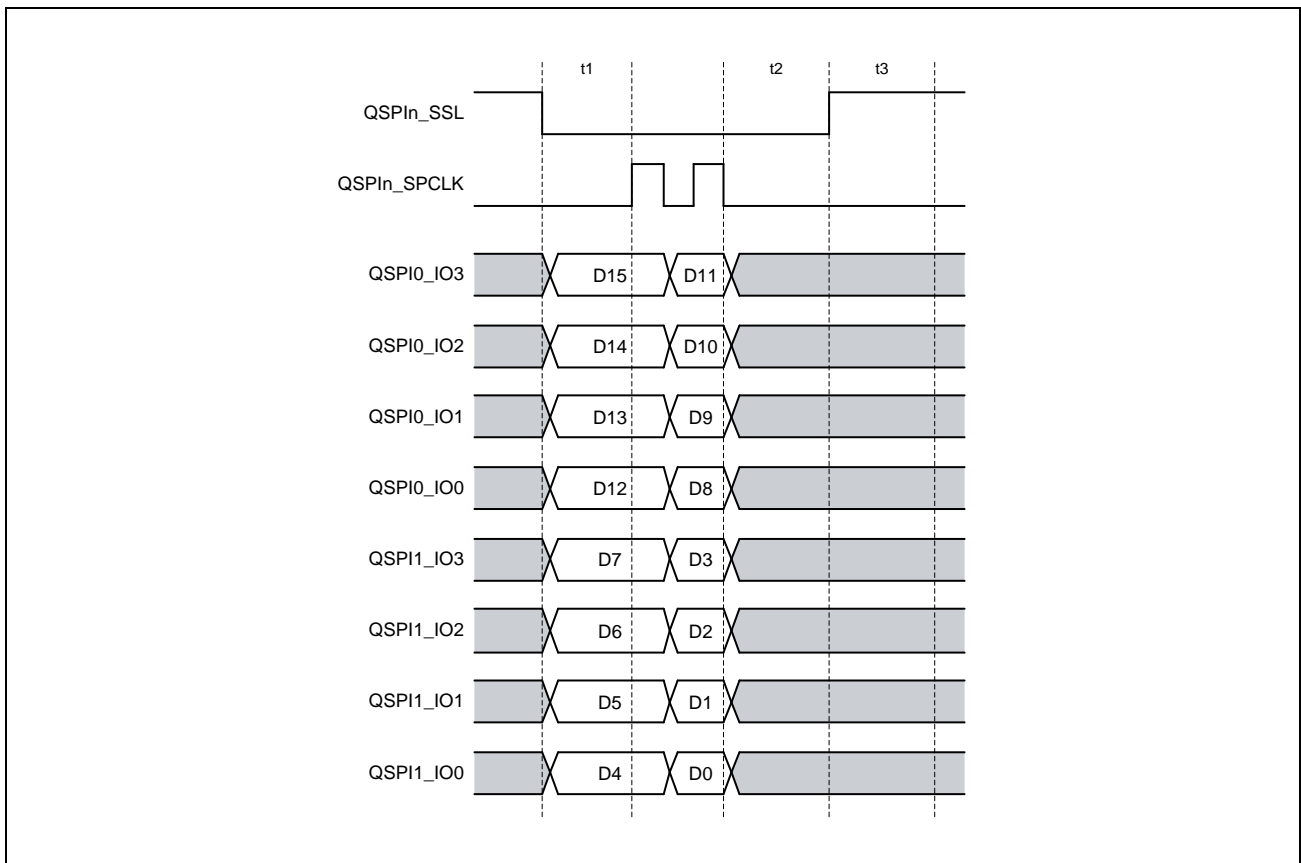 t1 t2 t3
QSPIn_SSL
QSPIn_SPCLK
QSPI0_IO3 D15 D11
QSPI0_IO2 D14 D10
QSPI0_IO1 D13 D9
QSPI0_IO0 D12 D8
QSPI1_IO3 D7 D3
QSPI1_IO2 D6 D2
QSPI1_IO1 D5 D1
QSPI1_IO0 D4 D0